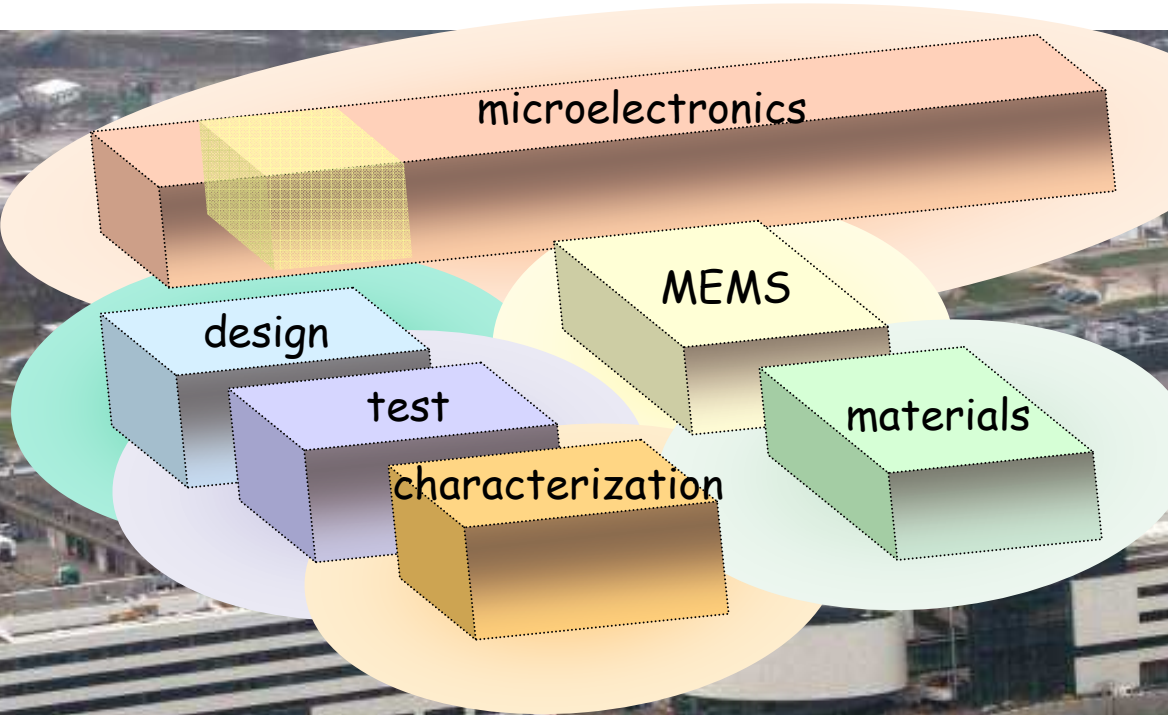 microelectronics
MEMS
design
test
materials
characterization